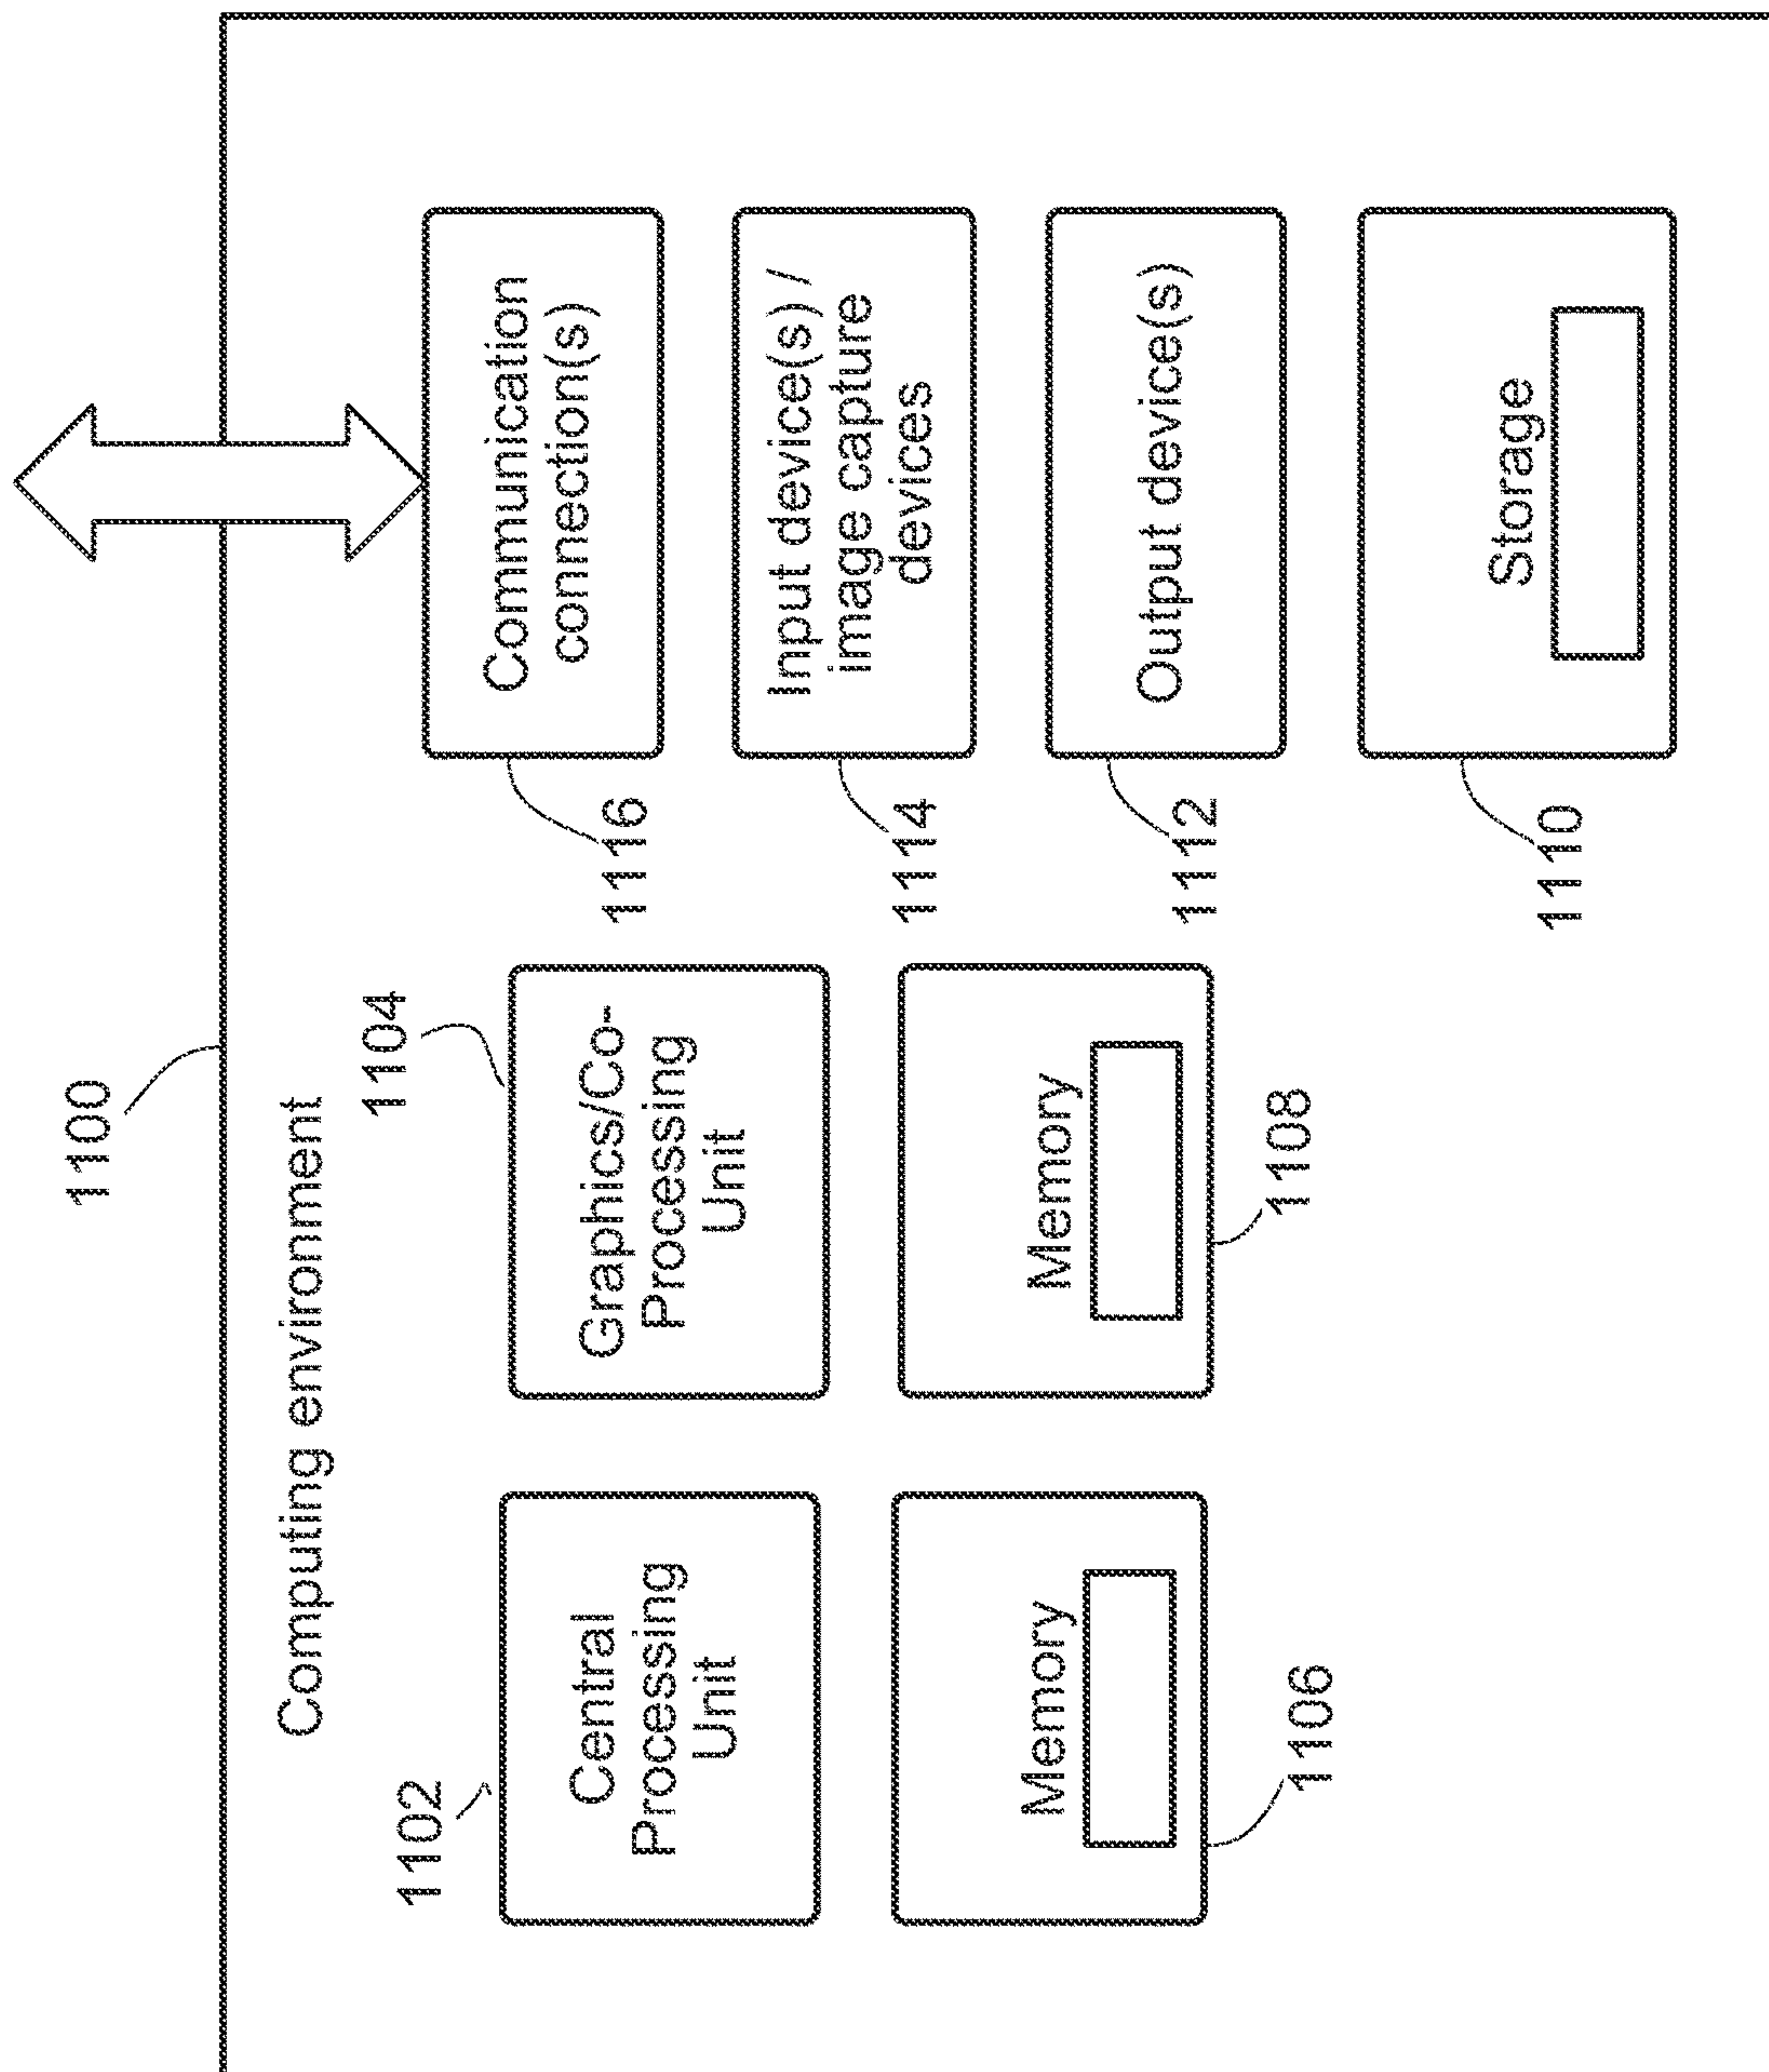 1100
Computing environment
1102
Central
Processing
Unit
1104
Graphics/Co-
Processing
Unit
Memory
1106
Memory
1108
Communication
connection(s)
1116
Input device(s) /
image capture
devices
1114
Output device(s)
1112
Storage
1110